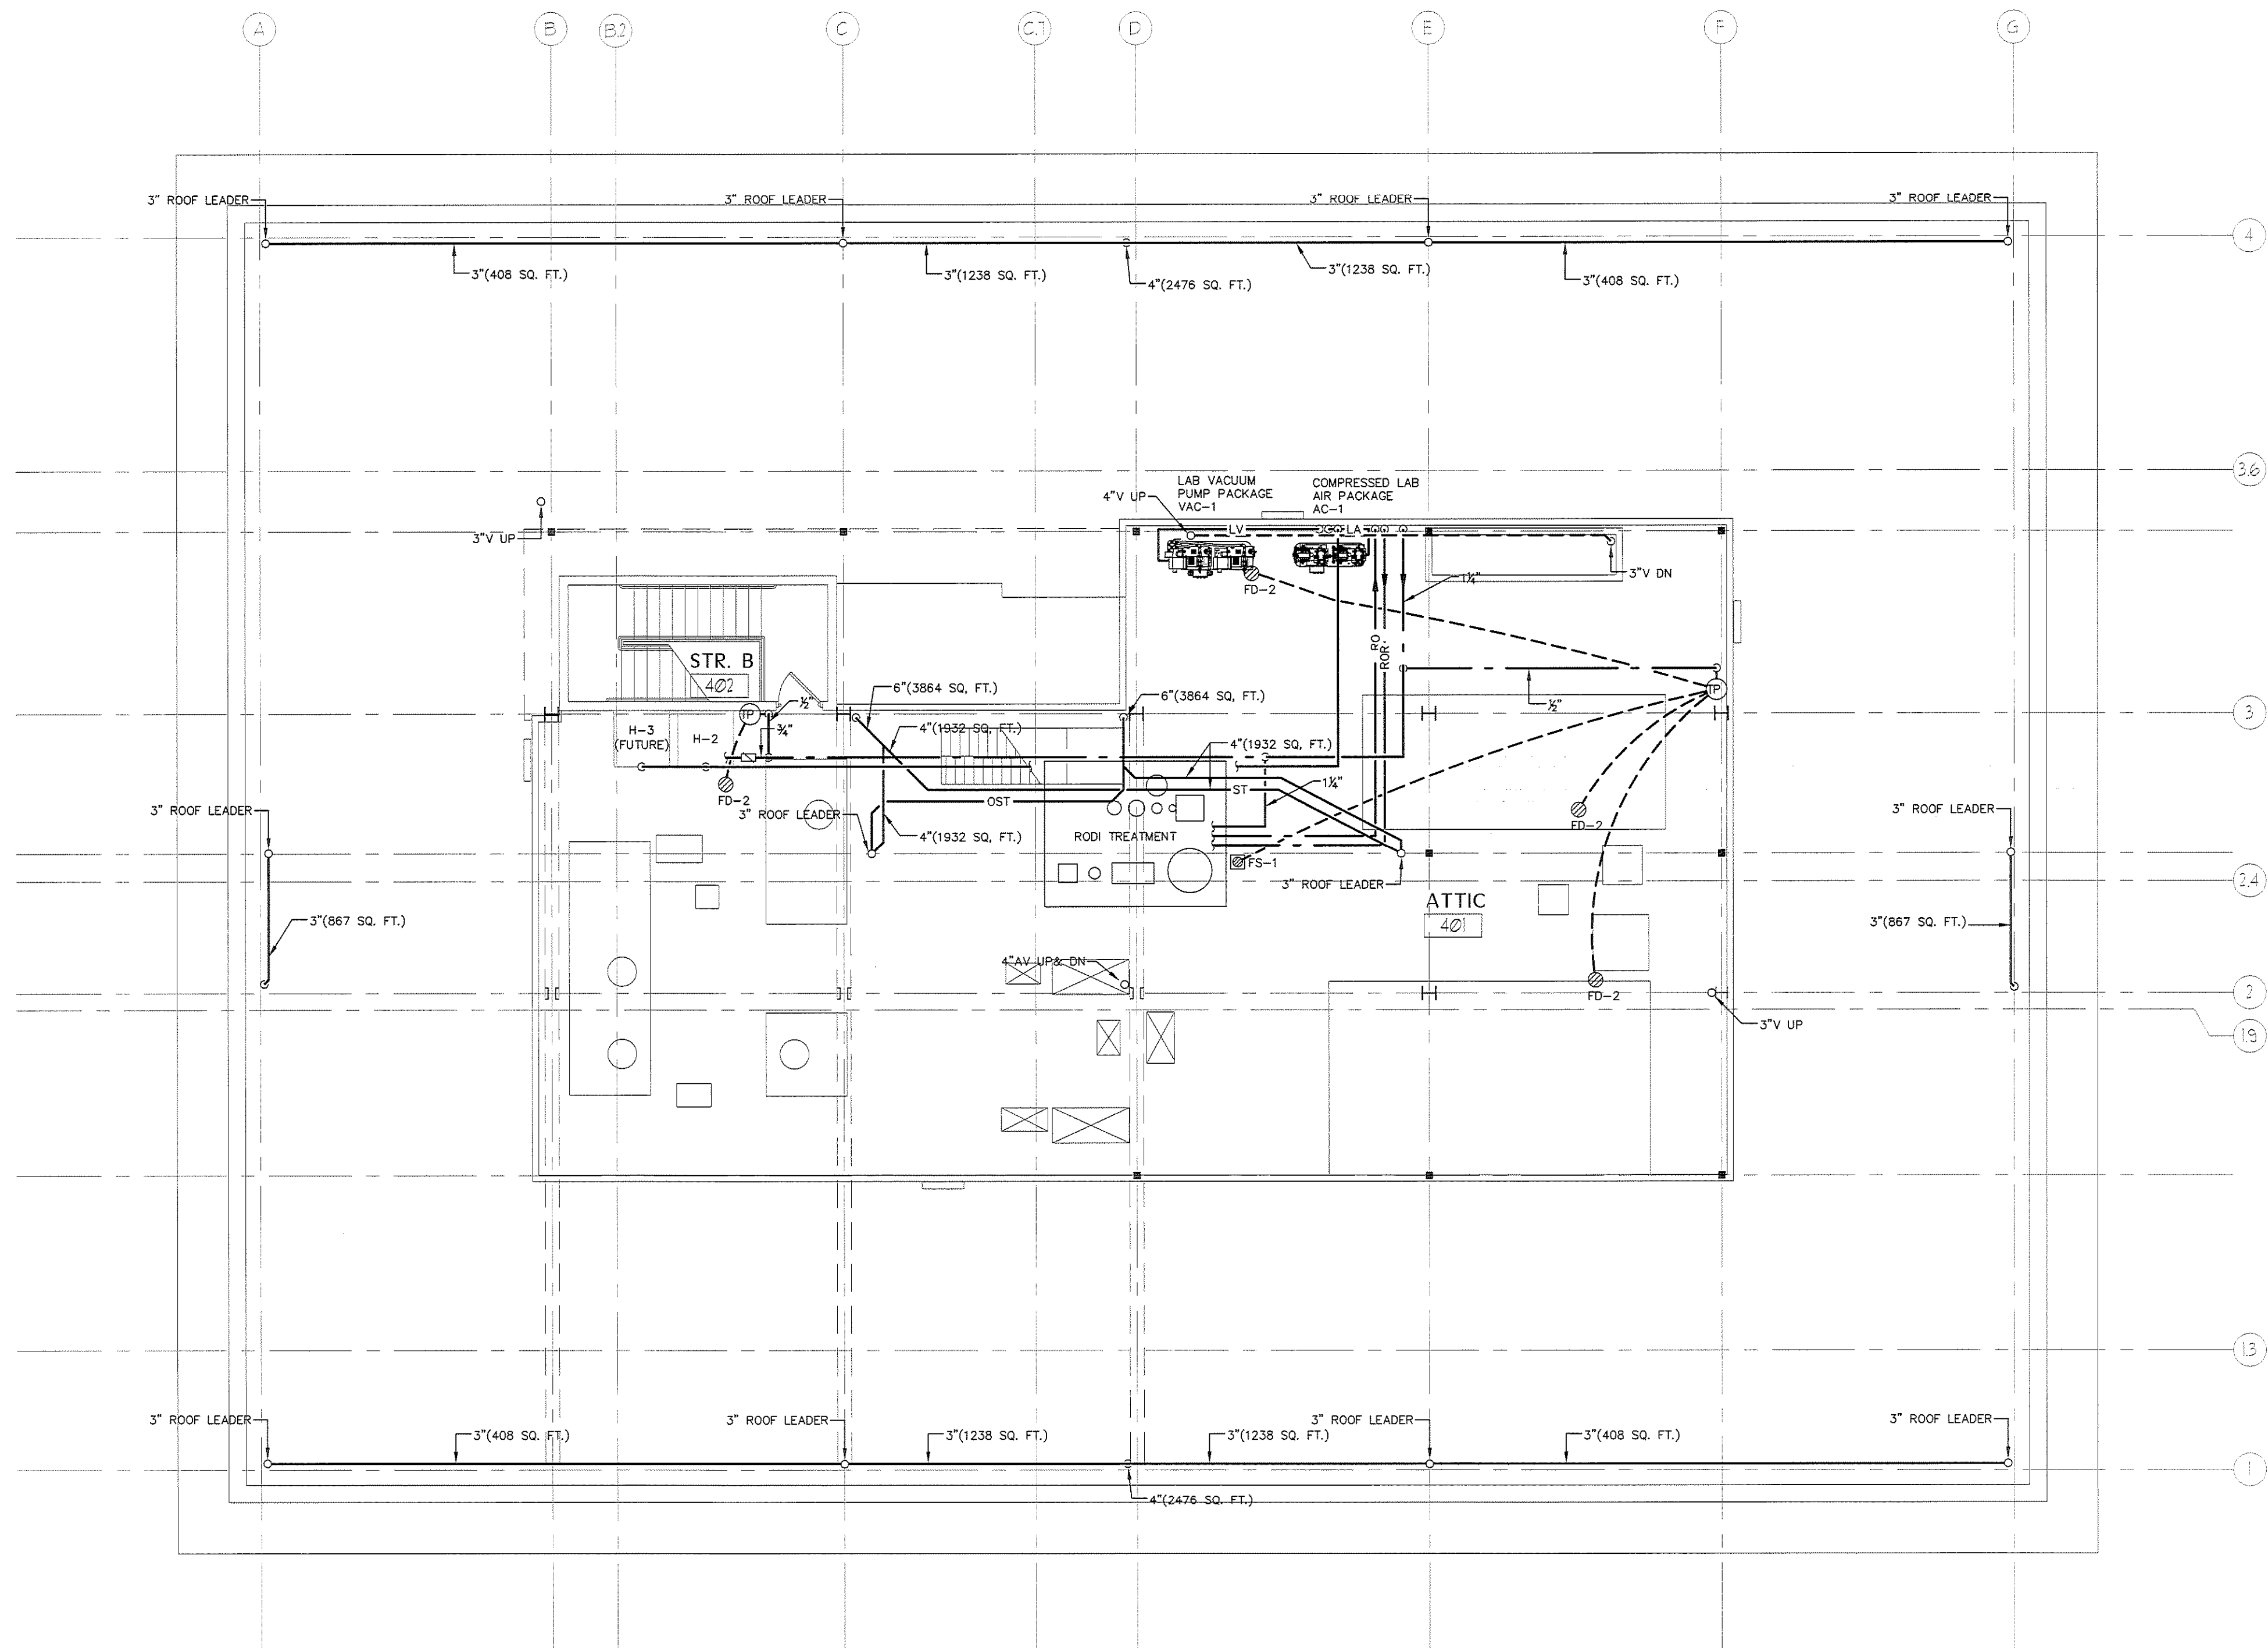 A
B
B.2
C
C.7
D
E
F
G
3" ROOF LEADER
3" ROOF LEADER
3" ROOF LEADER
3" ROOF LEADER
4
3"(408 SQ. FT.)
3"(1238 SQ. FT.)
4"(2476 SQ. FT.)
3"(1238 SQ. FT.)
3"(408 SQ. FT.)
3.6
3"V UP
4"V UP
LAB VACUUM
PUMP PACKAGE
VAC-1
COMPRESSED LAB
AIR PACKAGE
AC-1
LV
LA
FD-2
1¼"
3"V DN
RO
ROR
STR. B
402
TP
½"
6"(3864 SQ, FT.)
6"(3864 SQ, FT.)
½"
TP
3
H-3
(FUTURE)
H-2
¾"
4"(1932 SQ, FT.)
4"(1932 SQ, FT.)
FD-2
OST
ST
1¼"
3" ROOF LEADER
3" ROOF LEADER
4"(1932 SQ, FT.)
RODI TREATMENT
FS-1
FD-2
3" ROOF LEADER
3" ROOF LEADER
2.4
ATTIC
401
3"(867 SQ. FT.)
3"(867 SQ. FT.)
4"AV UP& DN
FD-2
2
3"V UP
1.9
1.3
3" ROOF LEADER
3" ROOF LEADER
3" ROOF LEADER
3" ROOF LEADER
3"(408 SQ. FT.)
3"(1238 SQ. FT.)
3"(1238 SQ. FT.)
3"(408 SQ. FT.)
1
4"(2476 SQ. FT.)